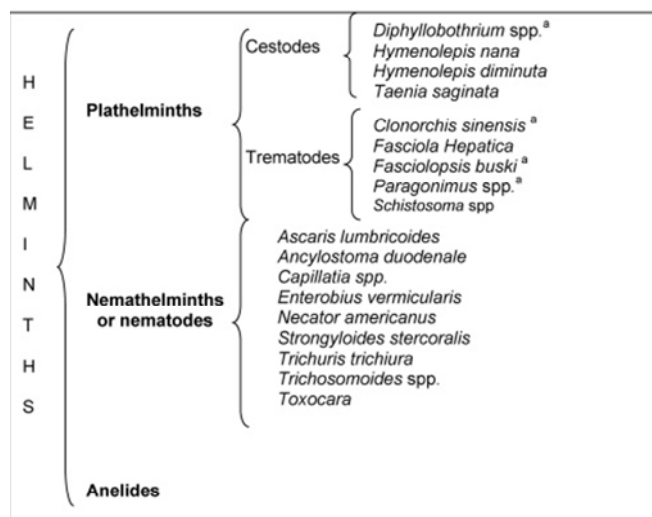 HELMINTHS
Plathelminths
Cestodes
Diphyllobothrium spp.a
Hymenolepis nana
Hymenolepis diminuta
Taenia saginata
Trematodes
Clonorchis sinensis a
Fasciola Hepatica
Fasciolopsis buski a
Paragonimus spp.a
Schistosoma spp
Nemathelminths
or nematodes
Ascaris lumbricoides
Ancylostoma duodenale
Capillatia spp.
Enterobius vermicularis
Necator americanus
Strongyloides stercoralis
Trichuris trichiura
Trichosomoides spp.
Toxocara
Anelides